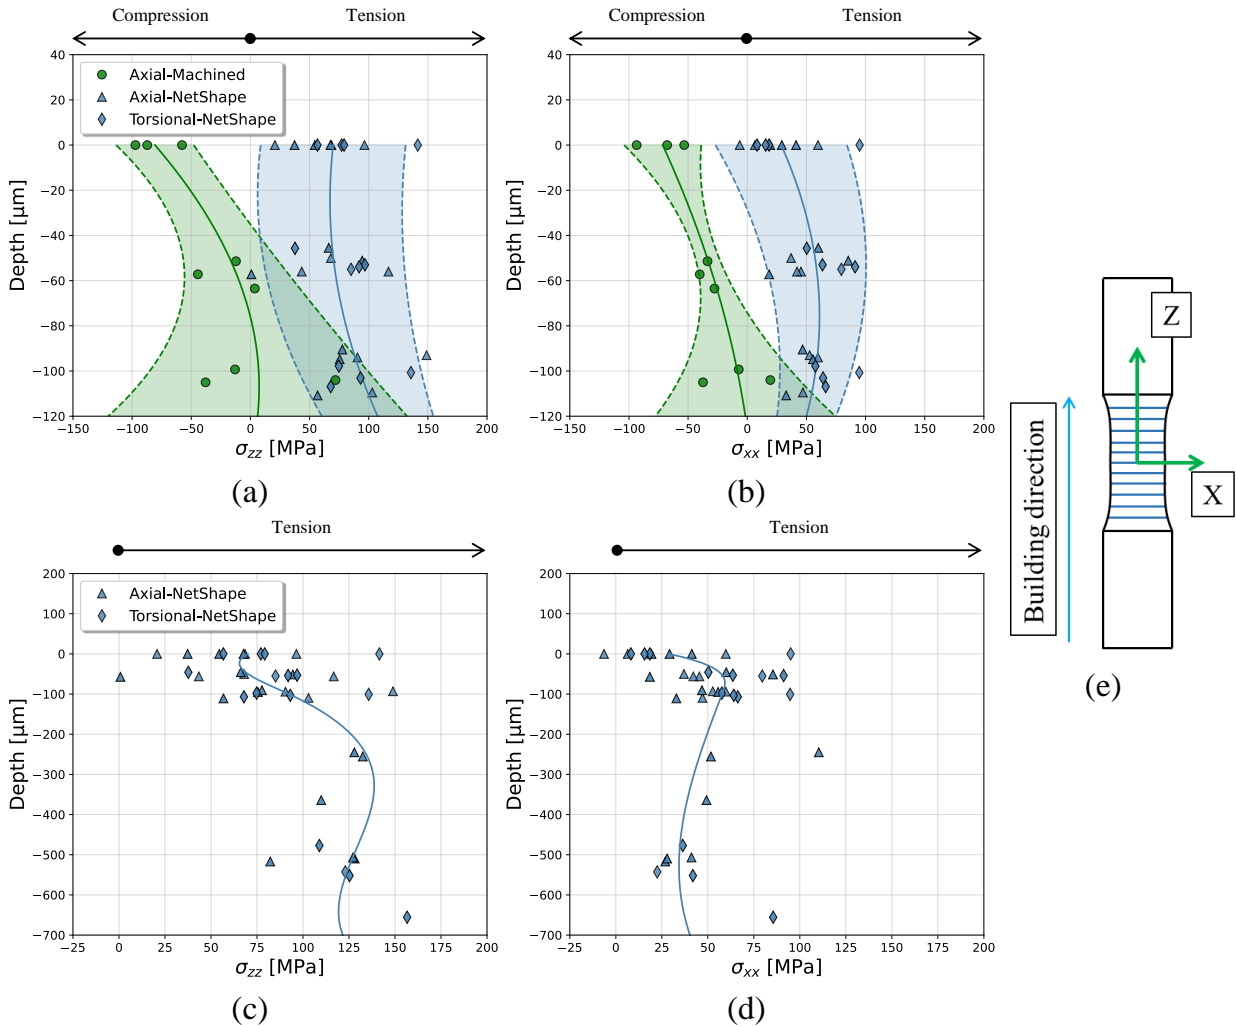 Compression Tension
40
20
0
−20
−40
−60
−80
−100
−120
Depth [μm]
Axial-Machined
Axial-NetShape
Torsional-NetShape
−150 −100 −50 0 50 100 150 200
σzz [MPa]
(a)
Compression Tension
40
20
0
−20
−40
−60
−80
−100
−120
Depth [μm]
−150 −100 −50 0 50 100 150 200
σxx [MPa]
(b)
Tension
200
100
0
−100
−200
−300
−400
−500
−600
−700
Depth [μm]
Axial-NetShape
Torsional-NetShape
−25 0 25 50 75 100 125 150 175 200
σzz [MPa]
(c)
Tension
200
100
0
−100
−200
−300
−400
−500
−600
−700
Depth [μm]
−25 0 25 50 75 100 125 150 175 200
σxx [MPa]
(d)
Z
X
Building direction
(e)